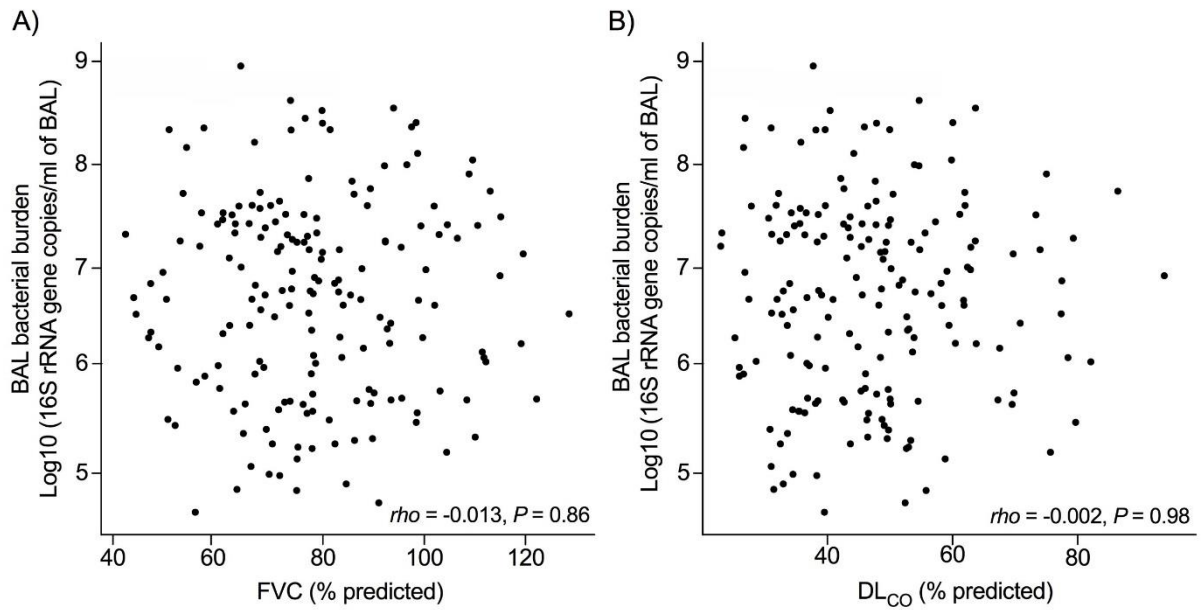 A)
BAL bacterial burden
Log10 (16S rRNA gene copies/ml of BAL)
9
8
7
6
5
rho = -0.013, P = 0.86
40
60
80
100
120
FVC (% predicted)
B)
BAL bacterial burden
Log10 (16S rRNA gene copies/ml of BAL)
9
8
7
6
5
rho = -0.002, P = 0.98
40
60
80
DLCO (% predicted)